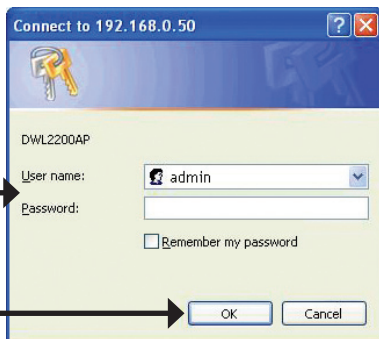 Connect to 192.168.0.50
DWL2200AP
User name:
admin
Password:
Remember my password
OK
Cancel